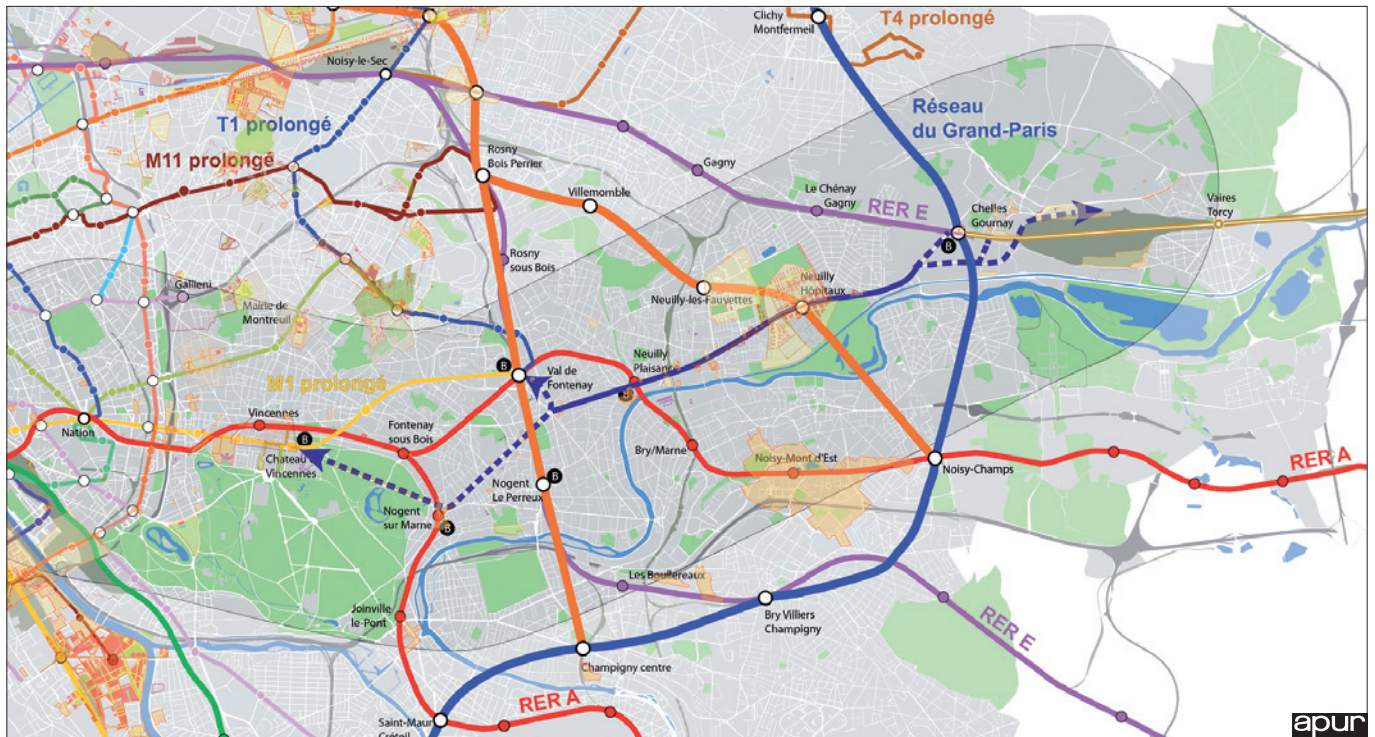 Clichy
Montfermeil
T4 prolongé
Noisy-le-Sec
T1 prolongé
Réseau
du Grand-Paris
M11 prolongé
Rosny
Bois Perrier
Gagny
Villemomble
Le Chénay
Gagny
RER E
Chelles
Gournay
Vaires
Torcy
B
Rosny
sous Bois
Gallieni
Mairie de
Montreuil
Neuilly-les-Fauvettes
Neuilly
Hôpitaux
B
Val de
Fontenay
Neuilly
Plaisance
B
M1 prolongé
Nation
Vincennes
B
Chateau de
Vincennes
Fontenay
sous Bois
Bry/Marne
Noisy-Mont d'Est
Noisy-Champs
RER A
Nogent
Le Perreux
B
Nogent
sur Marne
B
Joinville
le-Pont
Les Boullereaux
Bry Villiers
Champigny
RER E
Champigny centre
RER A
Saint-Maur
Créteil
apur